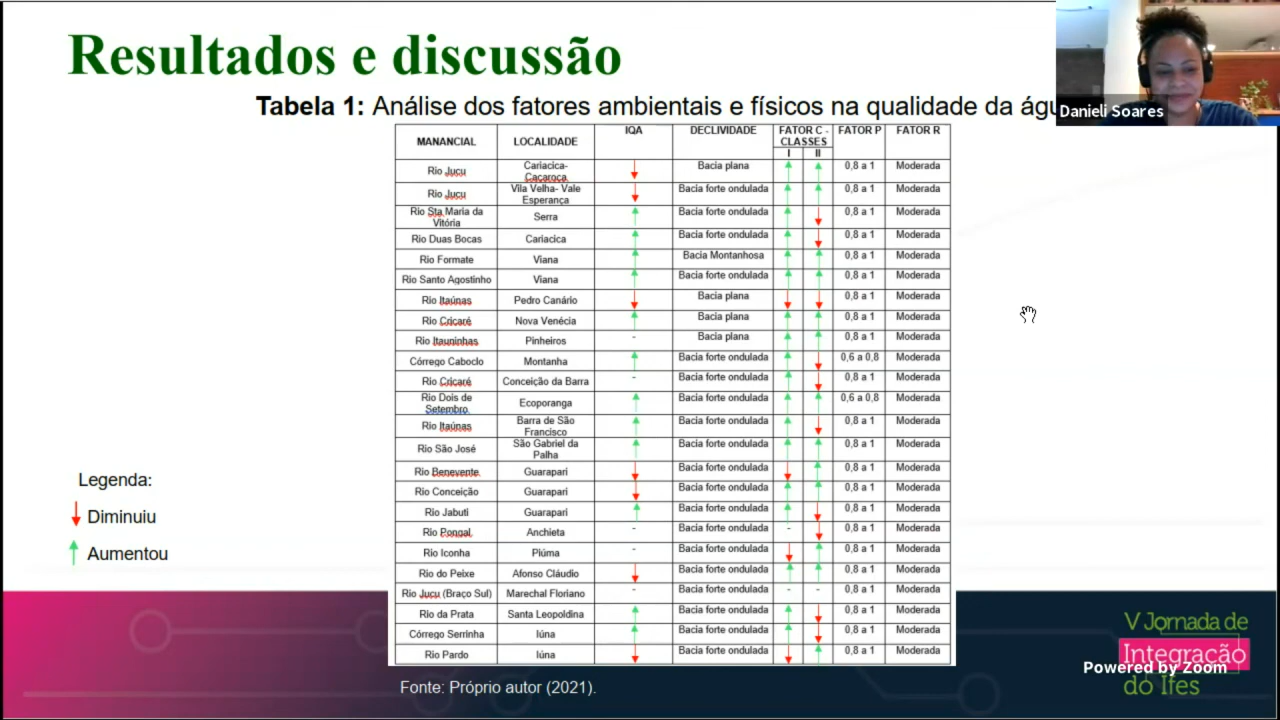 Resultados e discussão
Tabela 1: Análise dos fatores ambientais e físicos na qualidade da águ
Danieli Soares
MANANCIAL LOCALIDADE IQA DECLIVIDADE FATOR C - CLASSES FATOR P FATOR R
I II
Rio Jucu Cariacica-Caçaroca Bacia plana 0,8 a 1 Moderada
Rio Jucu Vila Velha- Vale Esperança Bacia forte ondulada 0,8 a 1 Moderada
Rio Sta Maria da Vitória Serra Bacia forte ondulada 0,8 a 1 Moderada
Rio Duas Bocas Cariacica Bacia forte ondulada 0,8 a 1 Moderada
Rio Formate Viana Bacia Montanhosa 0,8 a 1 Moderada
Rio Santo Agostinho Viana Bacia forte ondulada 0,8 a 1 Moderada
Rio Itaúnas Pedro Canário Bacia plana 0,8 a 1 Moderada
Rio Cricaré Nova Venécia Bacia plana 0,8 a 1 Moderada
Rio Itauninhas Pinheiros - Bacia plana 0,8 a 1 Moderada
Córrego Caboclo Montanha Bacia forte ondulada 0,6 a 0,8 Moderada
Rio Cricaré Conceição da Barra - Bacia forte ondulada 0,8 a 1 Moderada
Rio Dois de Setembro Ecoporanga Bacia forte ondulada 0,6 a 0,8 Moderada
Rio Itaúnas Barra de São Francisco Bacia forte ondulada 0,8 a 1 Moderada
Rio São José São Gabriel da Palha Bacia forte ondulada 0,8 a 1 Moderada
Rio Benevente Guarapari Bacia forte ondulada 0,8 a 1 Moderada
Rio Conceição Guarapari Bacia forte ondulada 0,8 a 1 Moderada
Rio Jabuti Guarapari Bacia forte ondulada 0,8 a 1 Moderada
Rio Pongal Anchieta - Bacia forte ondulada - 0,8 a 1 Moderada
Rio Iconha Piúma - Bacia forte ondulada 0,8 a 1 Moderada
Rio do Peixe Afonso Cláudio Bacia forte ondulada 0,8 a 1 Moderada
Rio Jucu (Braço Sul) Marechal Floriano - Bacia forte ondulada - - 0,8 a 1 Moderada
Rio da Prata Santa Leopoldina Bacia forte ondulada 0,8 a 1 Moderada
Córrego Serrinha Iúna Bacia forte ondulada 0,8 a 1 Moderada
Rio Pardo Iúna Bacia forte ondulada 0,8 a 1 Moderada
Legenda:
Diminuiu
Aumentou
Fonte: Próprio autor (2021).
V Jornada de
Integração
do Ifes
Powered by Zoom